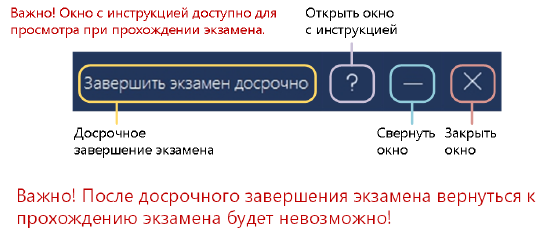 Важно! Окно с инструкцией доступно для
просмотра при прохождении экзамена.
Открыть окно
с инструкцией
Завершить экзамен досрочно
?
Досрочное
завершение экзамена
Свернуть
окно
Закрыть
окно
Важно! После досрочного завершения экзамена вернуться к
прохождению экзамена будет невозможно!